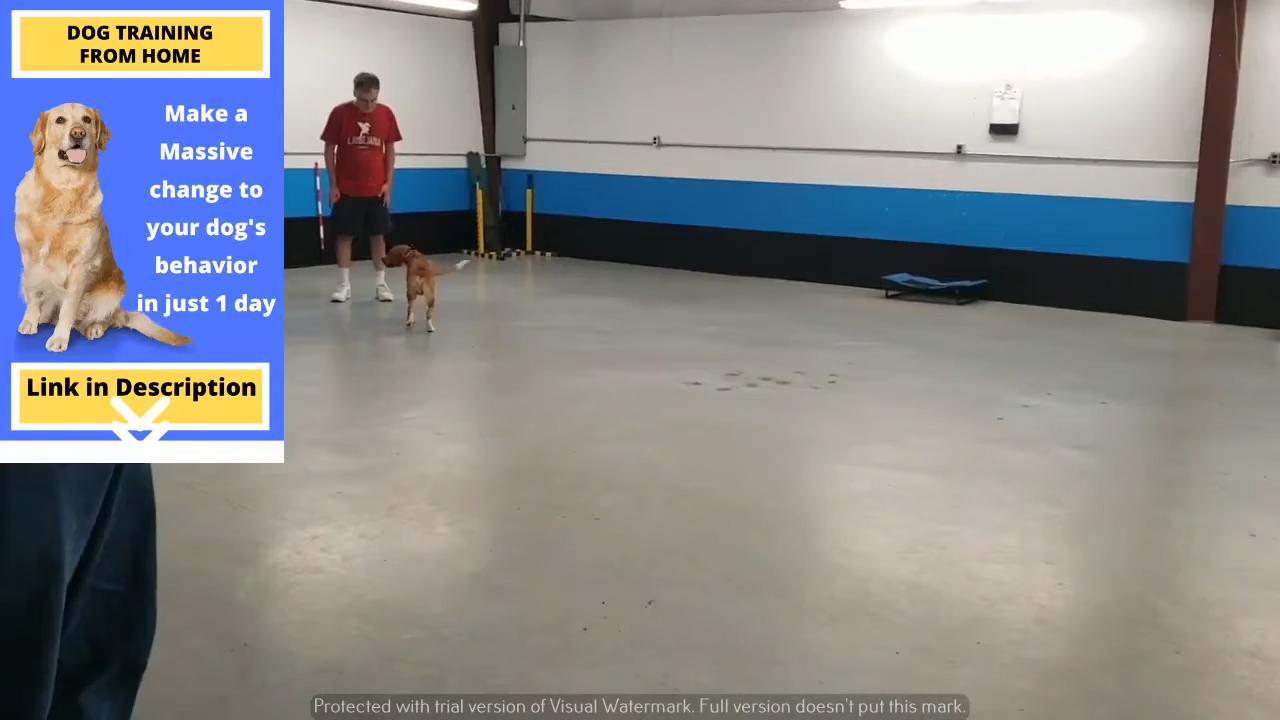 DOG TRAINING
FROM HOME
Make a
Massive
change to
your dog's
behavior
in just 1 day
Link in Description
Protected with trial version of Visual Watermark. Full version doesn't put this mark.